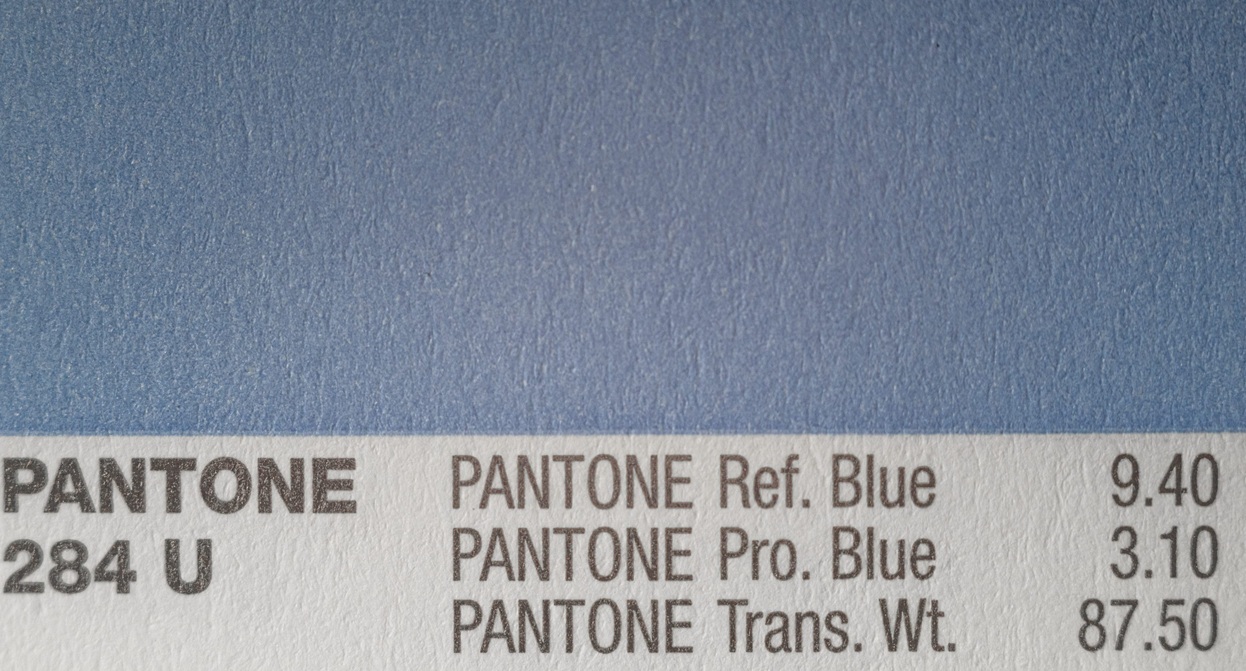 PANTONE
284 U
PANTONE Ref. Blue 9.40
PANTONE Pro. Blue 3.10
PANTONE Trans. Wt. 87.50